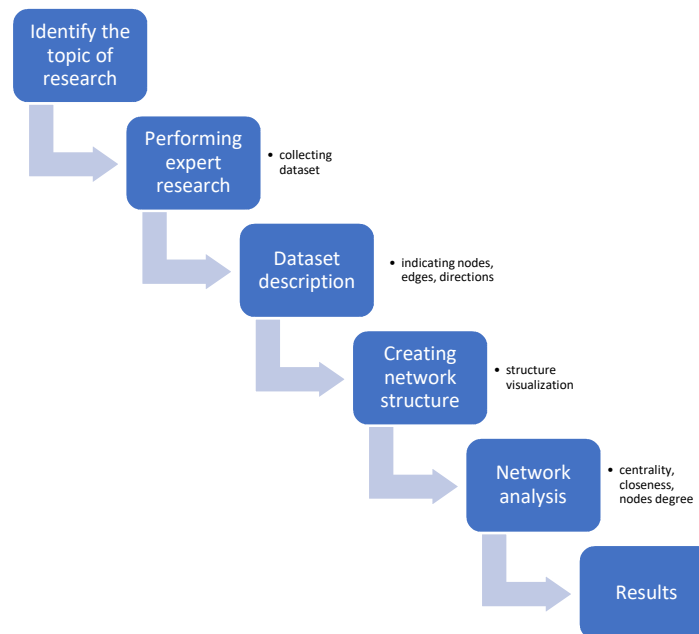 Identify the
topic of
research
Performing
expert
research
• collecting
dataset
Dataset
description
• indicating nodes,
edges, directions
Creating
network
structure
• structure
visualization
Network
analysis
• centrality,
closeness,
nodes degree
Results